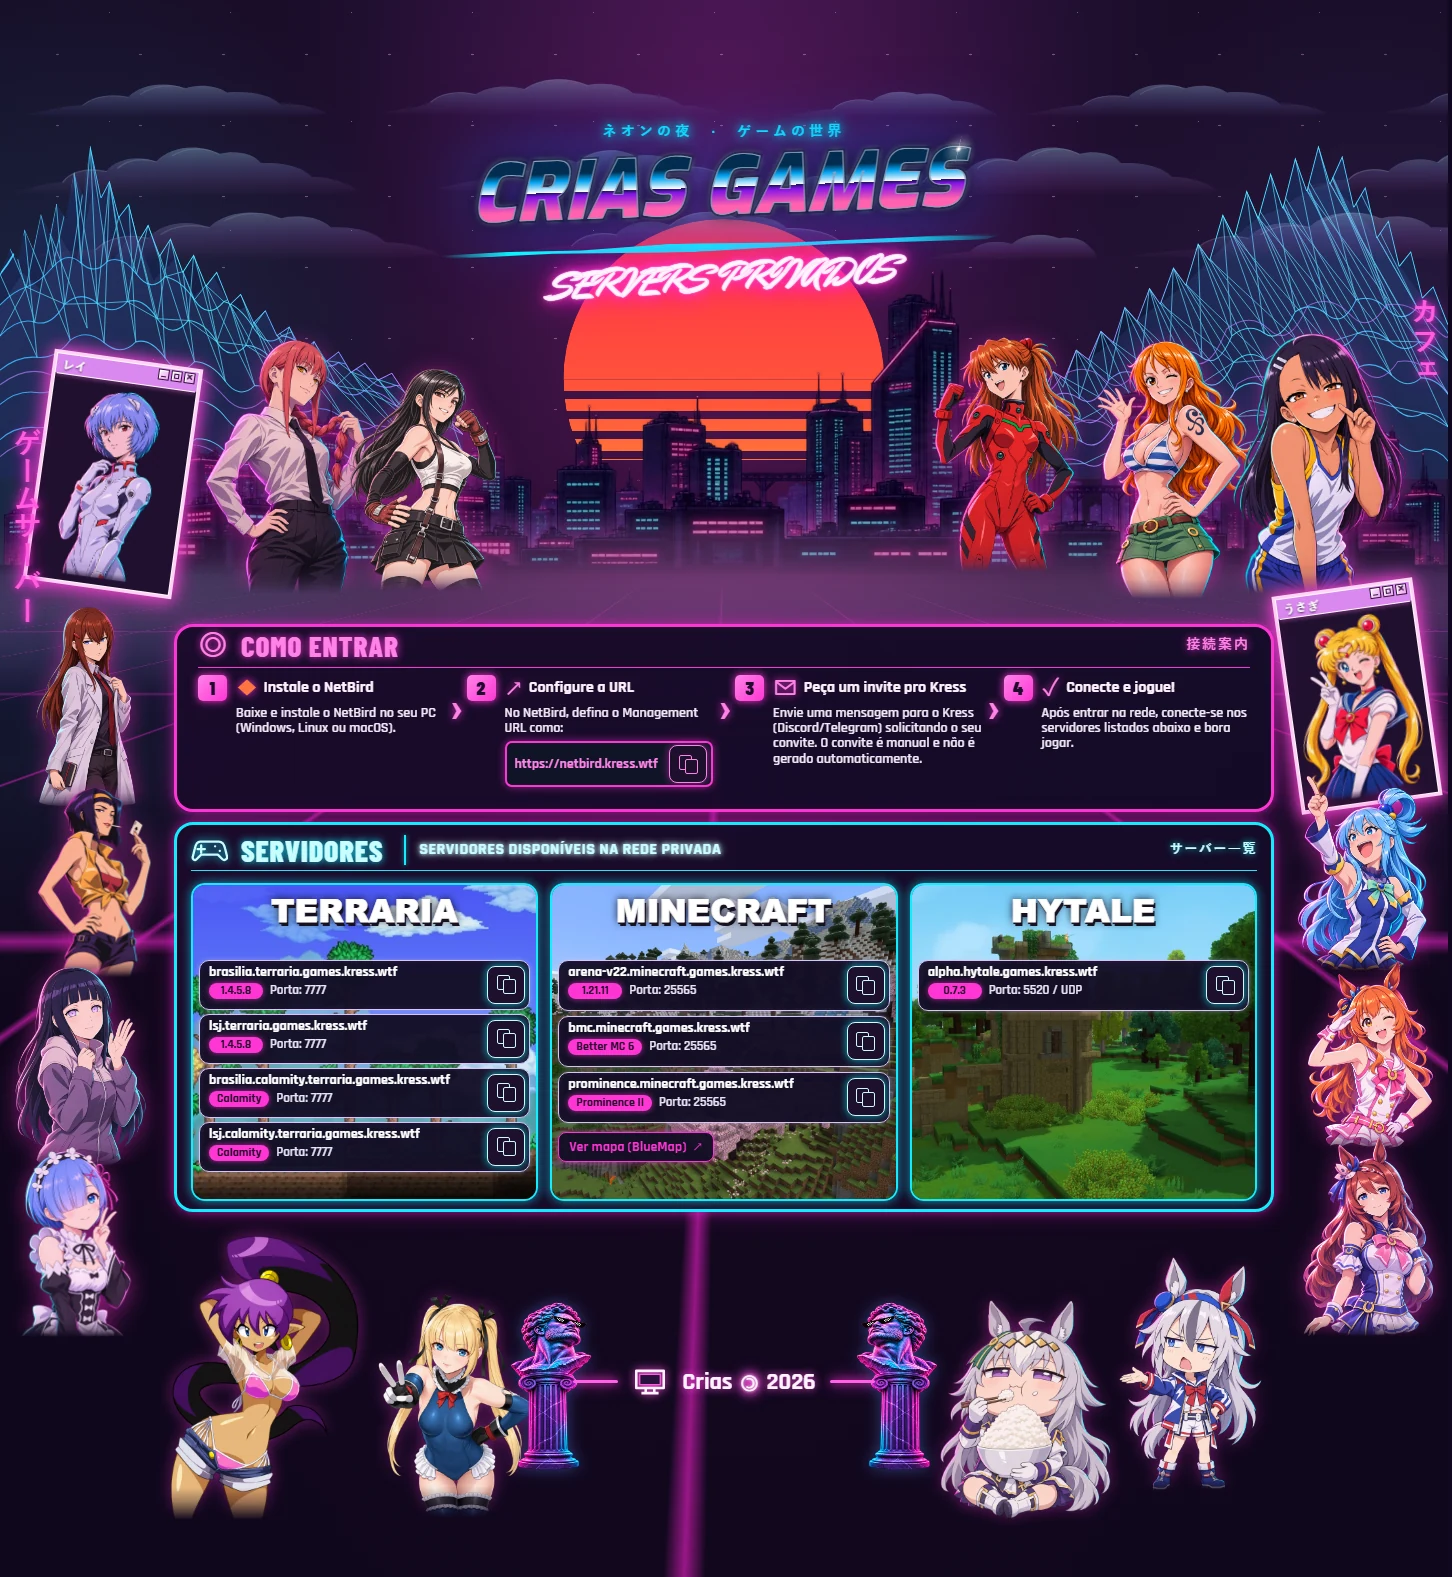 ネオンの夜 · ゲームの世界
CRIAS GAMES
SERVERS PRIVADOS
カフェ
レイ
ゲームサーバー
うさぎ
COMO ENTRAR
接続案内
1 Instale o NetBird
Baixe e instale o NetBird no seu PC
(Windows, Linux ou macOS).
2 Configure a URL
No NetBird, defina o Management
URL como:
https://netbird.kress.wtf
3 Peça um invite pro Kress
Envie uma mensagem para o Kress
(Discord/Telegram) solicitando o seu
convite. O convite é manual e não é
gerado automaticamente.
4 Conecte e jogue!
Após entrar na rede, conecte-se nos
servidores listados abaixo e bora
jogar.
SERVIDORES
SERVIDORES DISPONÍVEIS NA REDE PRIVADA
サーバー一覧
TERRARIA
brasilia.terraria.games.kress.wtf
1.4.5.8 Porta: 7777
lsj.terraria.games.kress.wtf
1.4.5.8 Porta: 7777
brasilia.calamity.terraria.games.kress.wtf
Calamity Porta: 7777
lsj.calamity.terraria.games.kress.wtf
Calamity Porta: 7777
MINECRAFT
arena-v22.minecraft.games.kress.wtf
1.21.11 Porta: 25565
bmc.minecraft.games.kress.wtf
Better MC 6 Porta: 25565
prominence.minecraft.games.kress.wtf
Prominence II Porta: 25565
Ver mapa (BlueMap) ↗
HYTALE
alpha.hytale.games.kress.wtf
0.7.3 Porta: 5520 / UDP
Crias 2026